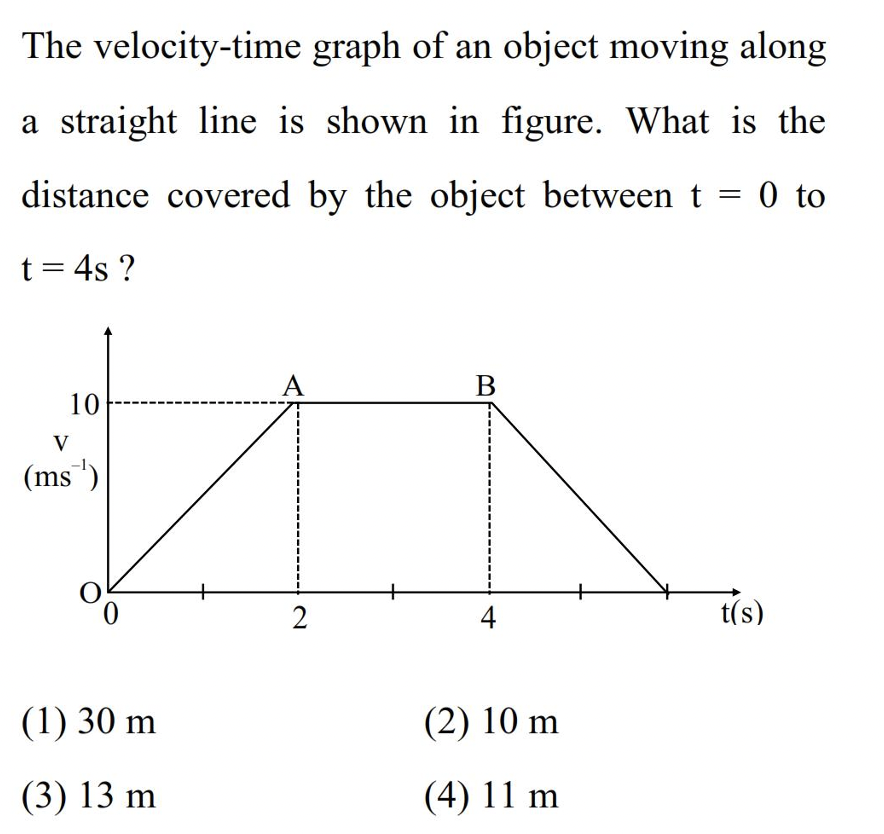 The velocity-time graph of an object moving along
a straight line is shown in figure. What is the
distance covered by the object between t = 0 to
t = 4s ?
A
B
10
v
(ms⁻¹)
O
0
2
4
t(s)
(1) 30 m
(2) 10 m
(3) 13 m
(4) 11 m